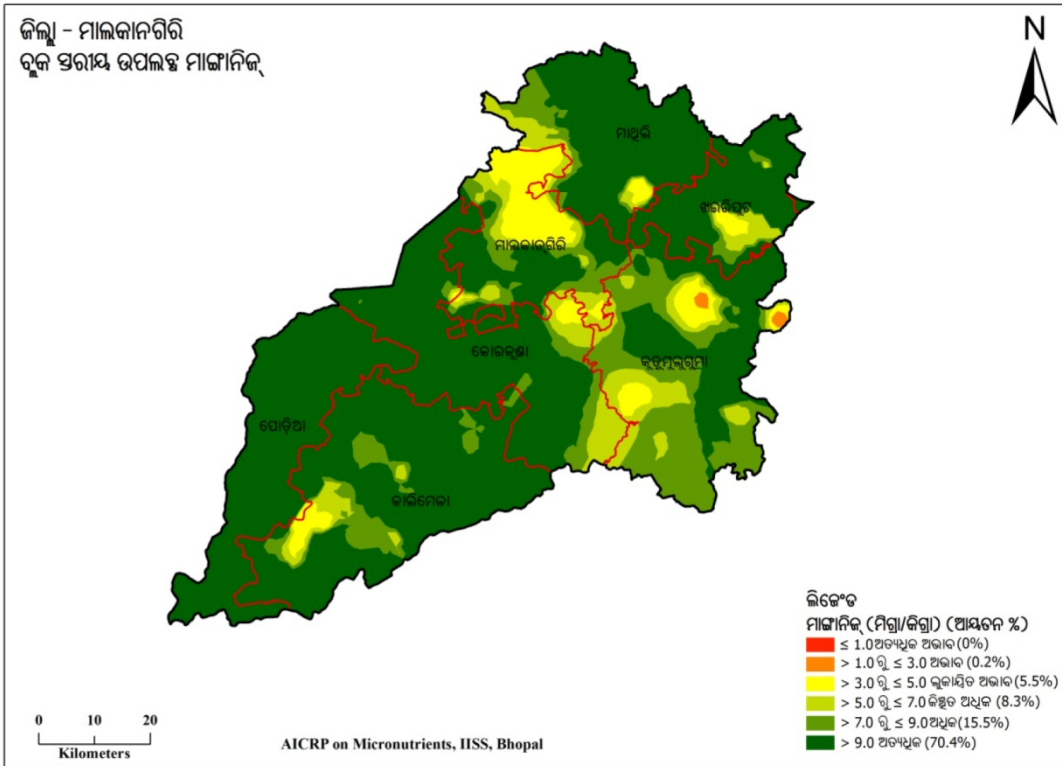 ଜିଲ୍ଲା - ମାଲକାନଗିରି
ବ୍ଲକ ସ୍ତରୀୟ ଉପଲବ୍ଧ ମାଙ୍ଗାନିଜ୍
N
ମାଥିଲି
ଖଇରିପୁଟ
ମାଲକାନଗିରି
କୋରକୁଣ୍ଡା
କୁଡୁମୁଲୁଗୁମା
ପୋଡ଼ିଆ
କାଲିମେଳା
ଲିଜେଂଡ
ମାଙ୍ଗାନିଜ୍ (ମିଗ୍ରା/କିଗ୍ରା) (ଆୟତନ %)
≤ 1.0 ଅତ୍ୟଧିକ ଅଭାବ (0%)
> 1.0 ରୁ ≤ 3.0 ଅଭାବ (0.2%)
> 3.0 ରୁ ≤ 5.0 ଲୁକାୟିତ ଅଭାବ (5.5%)
> 5.0 ରୁ ≤ 7.0 କିଞ୍ଚିତ ଅଧିକ (8.3%)
> 7.0 ରୁ ≤ 9.0 ଅଧିକ (15.5%)
> 9.0 ଅତ୍ୟଧିକ (70.4%)
0 10 20
Kilometers
AICRP on Micronutrients, IISS, Bhopal